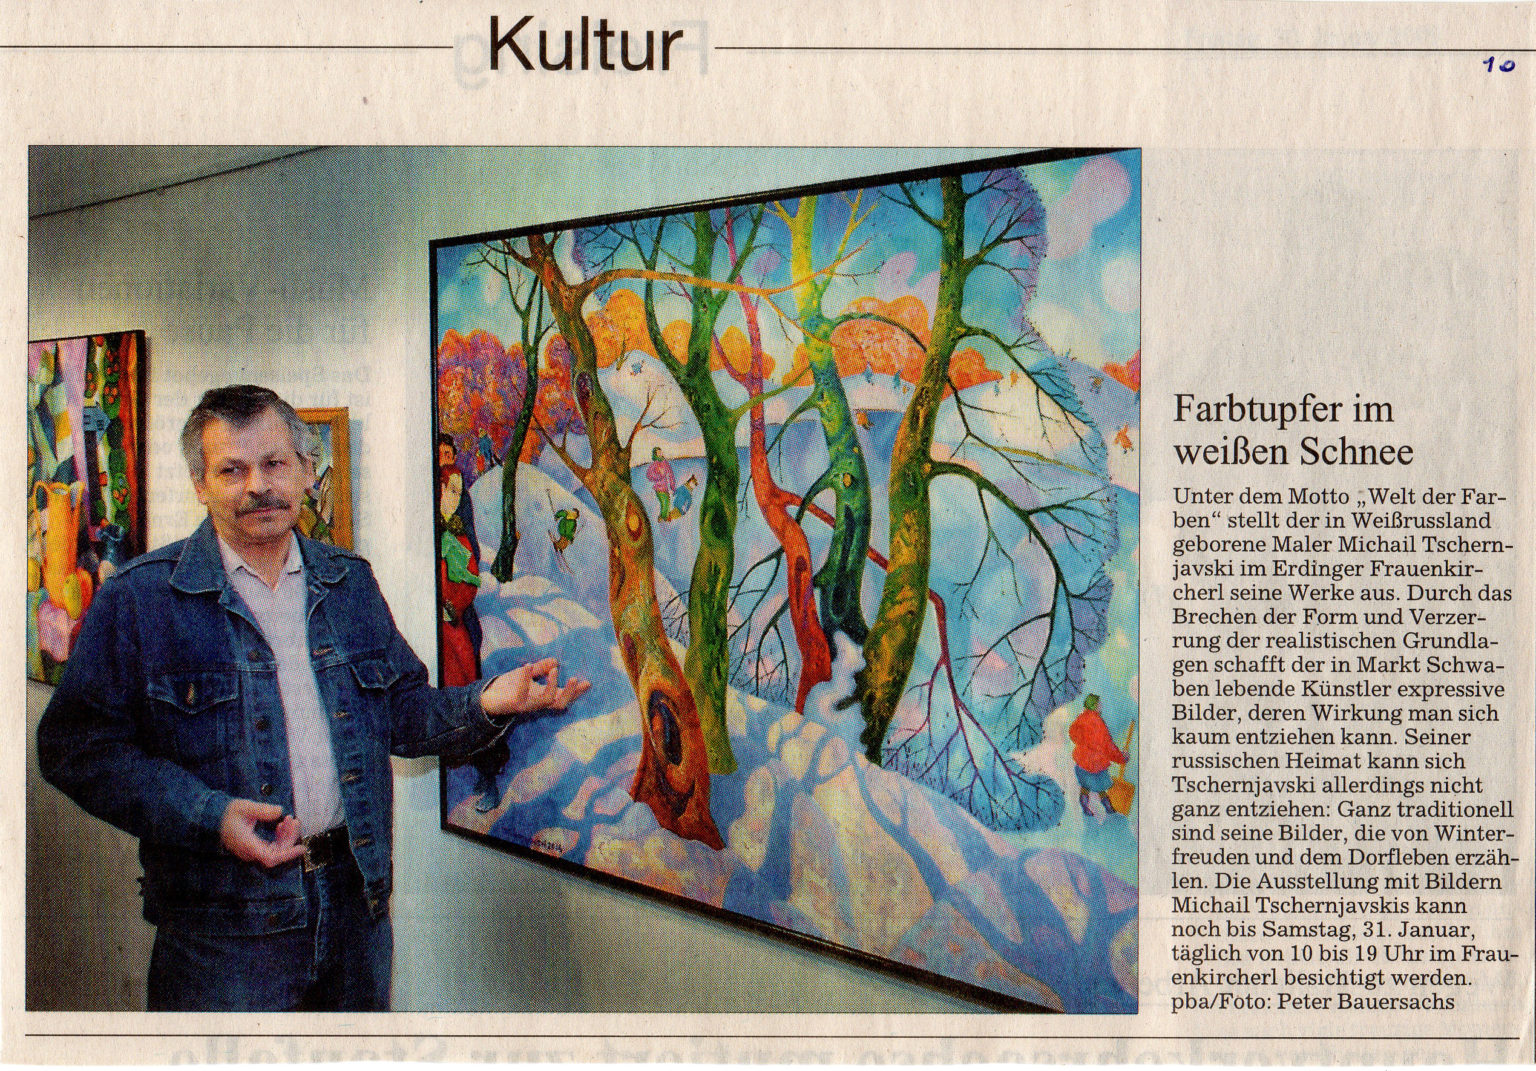 Kultur
10
Farbtupfer im
weißen Schnee
Unter dem Motto „Welt der Far-
ben“ stellt der in Weißrussland
geborene Maler Michail Tschern-
javski im Erdinger Frauenkir-
cherl seine Werke aus. Durch das
Brechen der Form und Verzer-
rung der realistischen Grundla-
gen schafft der in Markt Schwa-
ben lebende Künstler expressive
Bilder, deren Wirkung man sich
kaum entziehen kann. Seiner
russischen Heimat kann sich
Tschernjavski allerdings nicht
ganz entziehen: Ganz traditionell
sind seine Bilder, die von Winter-
freuden und dem Dorfleben erzäh-
len. Die Ausstellung mit Bildern
Michail Tschernjavskis kann
noch bis Samstag, 31. Januar,
täglich von 10 bis 19 Uhr im Frau-
enkircherl besichtigt werden.
pba/Foto: Peter Bauersachs